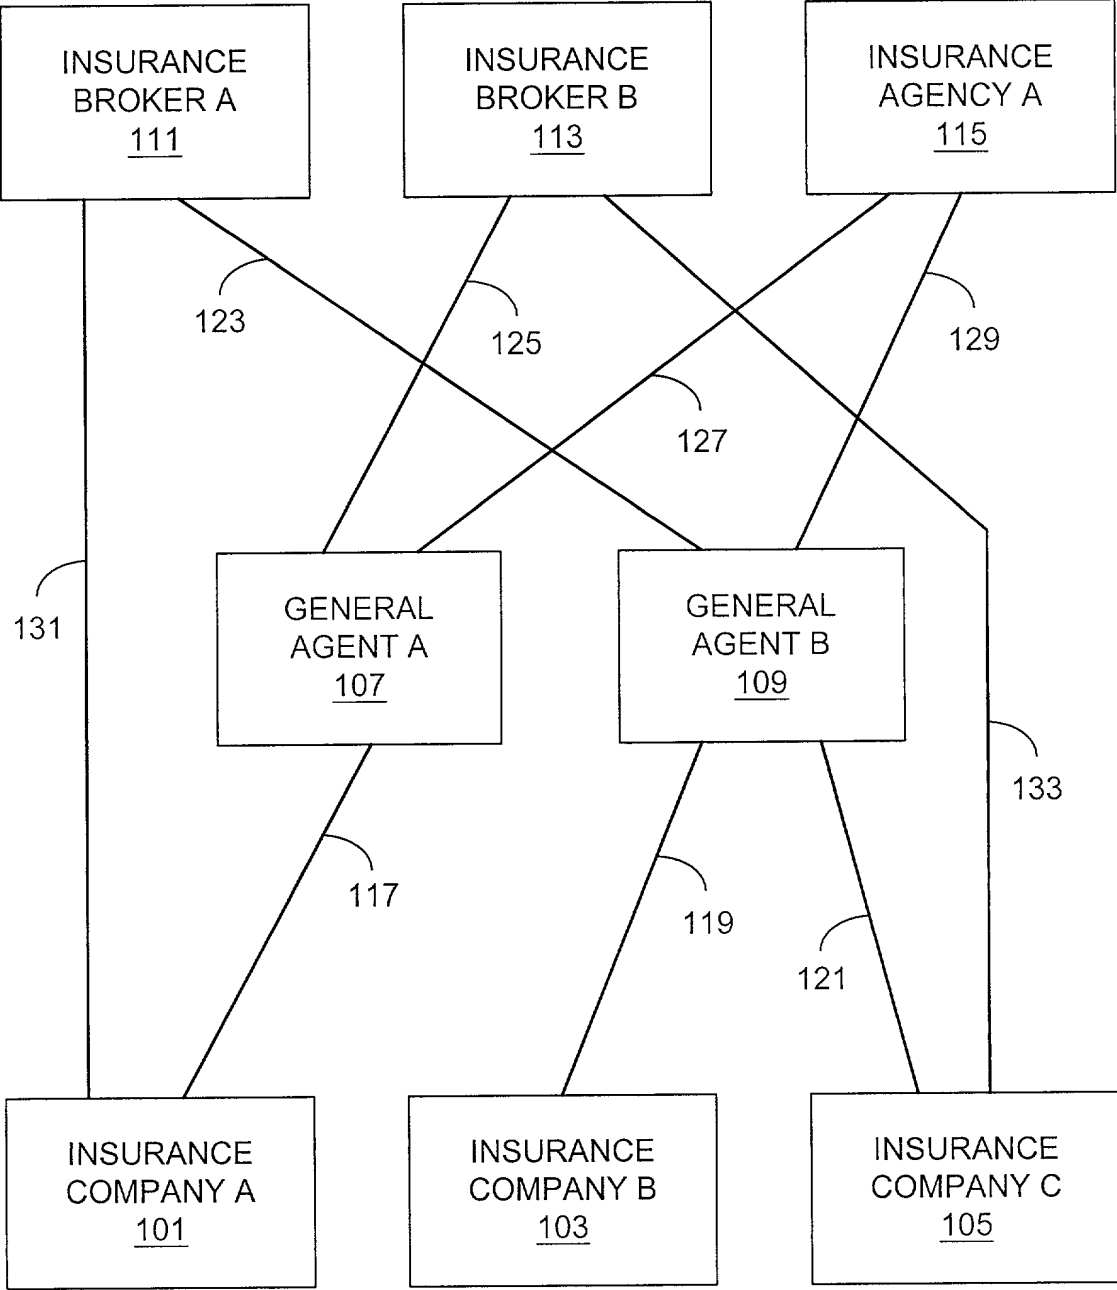 INSURANCE
BROKER A
111
INSURANCE
BROKER B
113
INSURANCE
AGENCY A
115
123
125
129
127
GENERAL
AGENT A
107
GENERAL
AGENT B
109
131
133
117
119
121
INSURANCE
COMPANY A
101
INSURANCE
COMPANY B
103
INSURANCE
COMPANY C
105